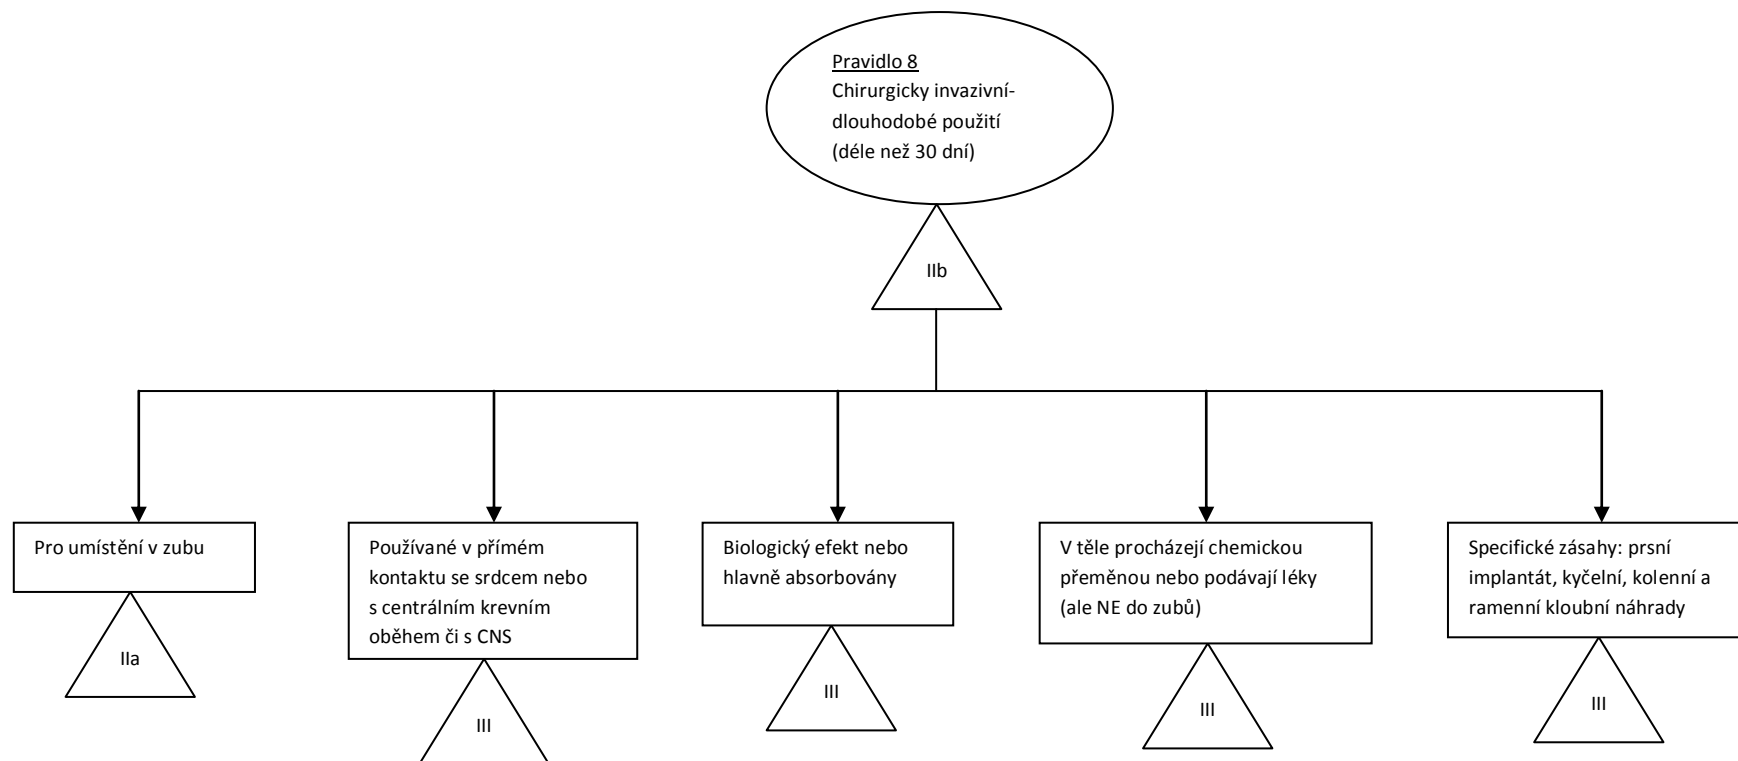 Pravidlo 8
Chirurgicky invazivní-
dlouhodobé použití
(déle než 30 dní)
IIb
Pro umístění v zubu
IIa
Používané v přímém
kontaktu se srdcem nebo
s centrálním krevním
oběhem či s CNS
III
Biologický efekt nebo
hlavně absorbovány
III
V těle procházejí chemickou
přeměnou nebo podávají léky
(ale NE do zubů)
III
Specifické zásahy: prsní
implantát, kyčelní, kolenní a
ramenní kloubní náhrady
III